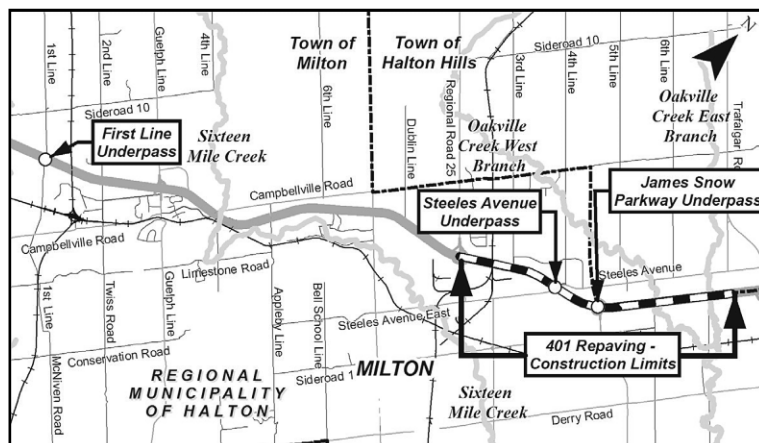 1st Line
2nd Line
Guelph Line
4th Line
Town of
Milton
Town of
Halton Hills
Sideroad 10
N
Sideroad 10
First Line
Underpass
Sixteen
Mile Creek
6th Line
Dublin Line
Regional Road 25
3rd Line
4th Line
5th Line
6th Line
Oakville
Creek East
Branch
Oakville
Creek West
Branch
Campbellville Road
Steeles Avenue
Underpass
James Snow
Parkway Underpass
Campbellville Road
Limestone Road
Steeles Avenue
1st Line
Twiss Road
Guelph Line
Appleby Line
Bell School Line
Steeles Avenue East
McNiven Road
Conservation Road
Sideroad 1
REGIONAL
MUNICIPALITY
OF HALTON
MILTON
401 Repaving -
Construction Limits
Sixteen
Mile Creek
Derry Road